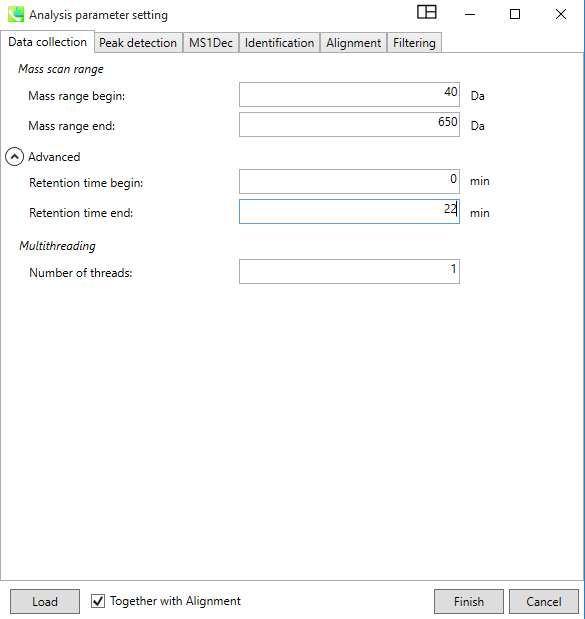 Analysis parameter setting
Data collection Peak detection MS1Dec Identification Alignment Filtering
Mass scan range
Mass range begin: 40 Da
Mass range end: 650 Da
Advanced
Retention time begin: 0 min
Retention time end: 22 min
Multithreading
Number of threads: 1
Load Together with Alignment Finish Cancel